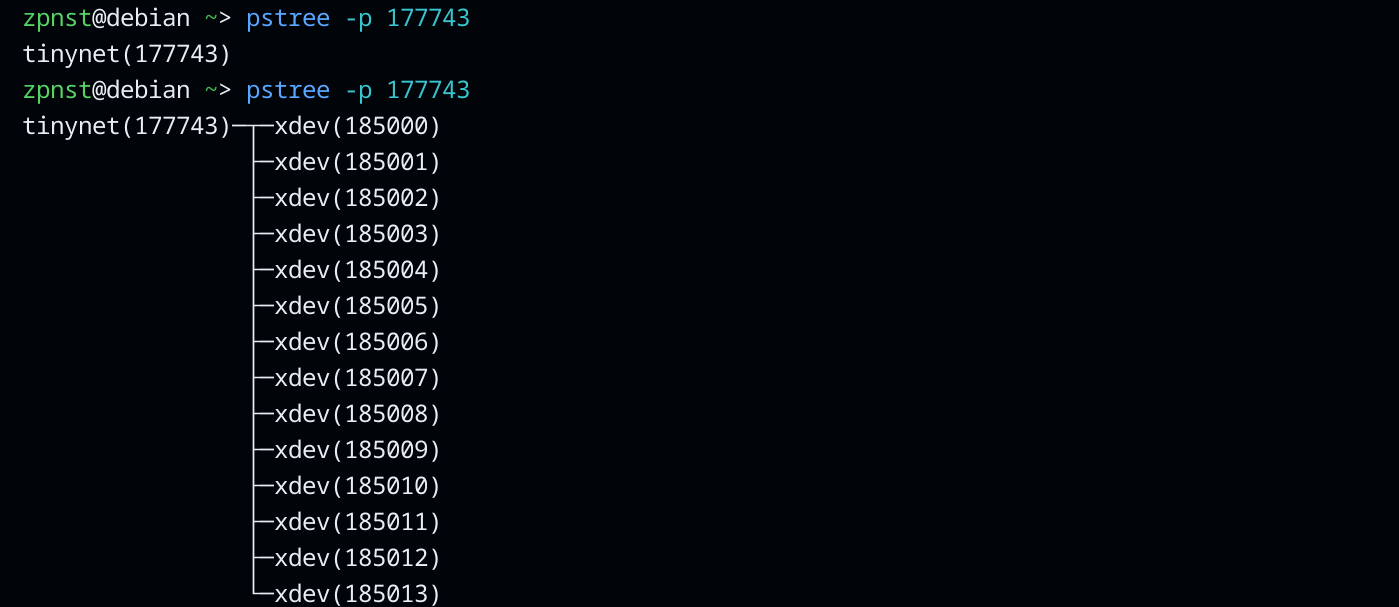 zpnst@debian ~> pstree -p 177743
tinynet(177743)
zpnst@debian ~> pstree -p 177743
tinynet(177743)─┬─xdev(185000)
                ├─xdev(185001)
                ├─xdev(185002)
                ├─xdev(185003)
                ├─xdev(185004)
                ├─xdev(185005)
                ├─xdev(185006)
                ├─xdev(185007)
                ├─xdev(185008)
                ├─xdev(185009)
                ├─xdev(185010)
                ├─xdev(185011)
                ├─xdev(185012)
                └─xdev(185013)